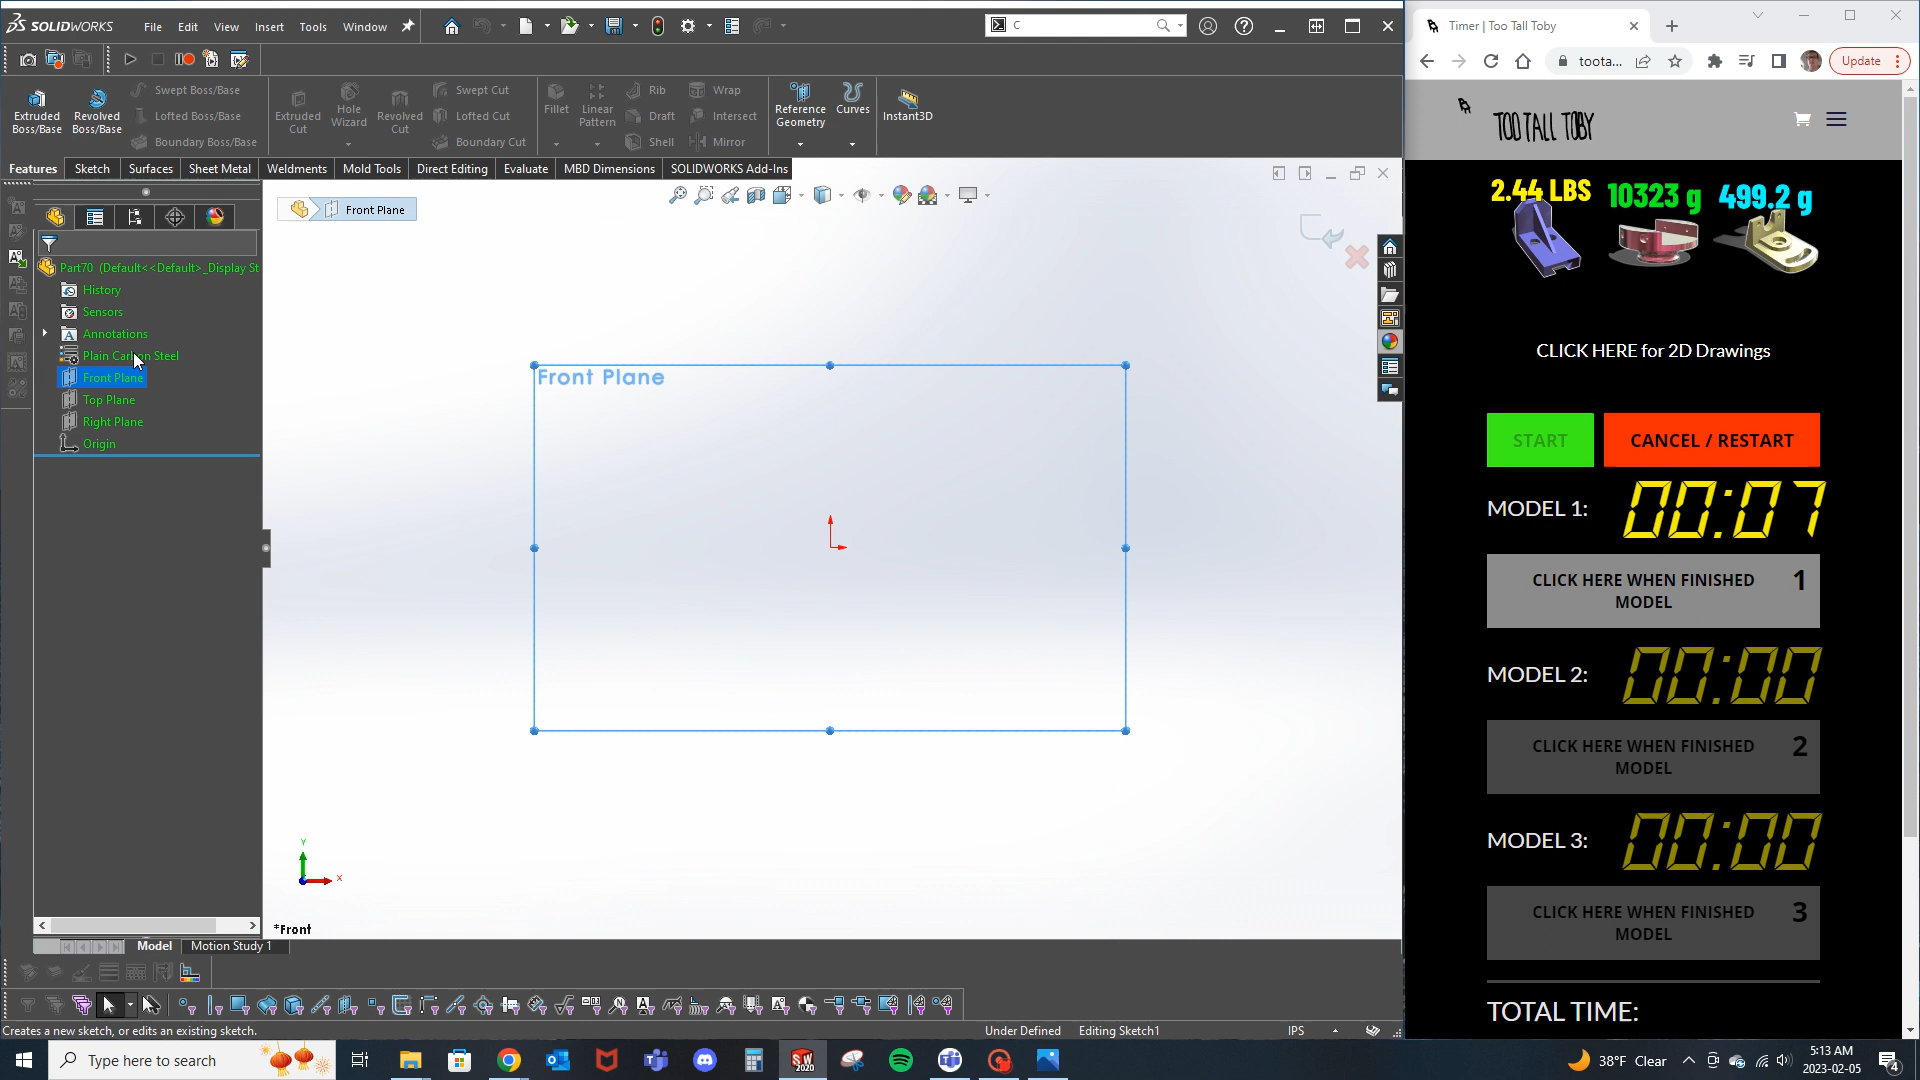 SOLIDWORKS File Edit View Insert Tools Window C
Extruded Boss/Base
Revolved Boss/Base
Swept Boss/Base
Lofted Boss/Base
Boundary Boss/Base
Extruded Cut
Hole Wizard
Revolved Cut
Swept Cut
Lofted Cut
Boundary Cut
Fillet
Linear Pattern
Rib
Draft
Shell
Wrap
Intersect
Mirror
Reference Geometry
Curves
Instant3D
Features Sketch Surfaces Sheet Metal Weldments Mold Tools Direct Editing Evaluate MBD Dimensions SOLIDWORKS Add-Ins
Front Plane
Part70 (Default<<Default>_Display St
History
Sensors
Annotations
Plain Carbon Steel
Front Plane
Top Plane
Right Plane
Origin
Front Plane
Y
X
*Front
Model Motion Study 1
Creates a new sketch, or edits an existing sketch.
Under Defined Editing Sketch1 IPS
Timer | Too Tall Toby
toota... Update
TOO TALL TOBY
2.44 LBS 10323 g 499.2 g
CLICK HERE for 2D Drawings
START CANCEL / RESTART
MODEL 1: 00:07
CLICK HERE WHEN FINISHED MODEL 1
MODEL 2: 00:00
CLICK HERE WHEN FINISHED MODEL 2
MODEL 3: 00:00
CLICK HERE WHEN FINISHED MODEL 3
TOTAL TIME:
Type here to search
SW 2020
38°F Clear
5:13 AM
2023-02-05
4